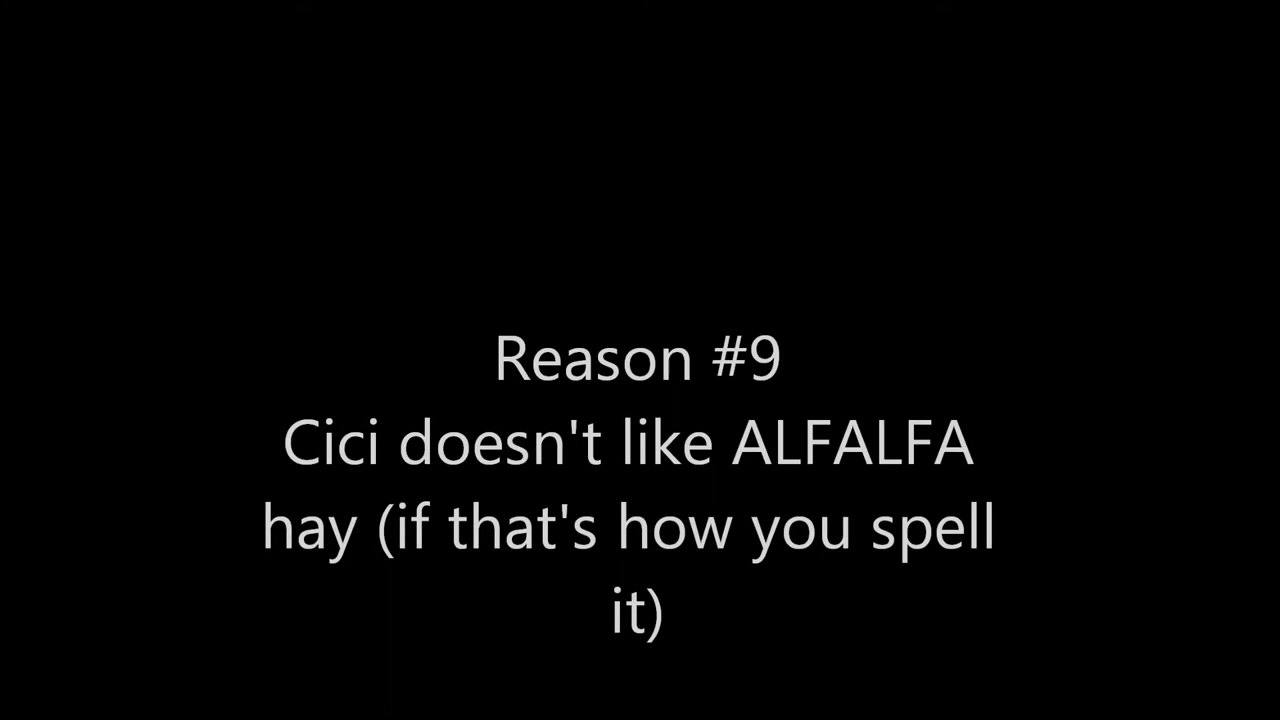 Reason #9
Cici doesn't like ALFALFA
hay (if that's how you spell
it)